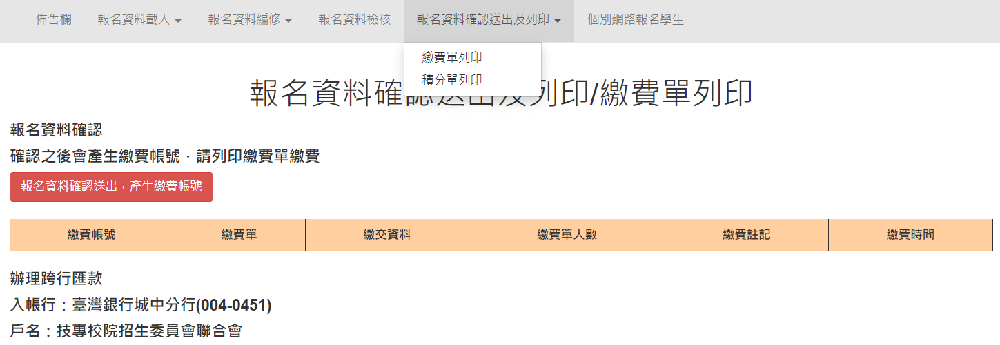 佈告欄 報名資料載入 報名資料編修 報名資料檢核 報名資料確認送出及列印 個別網路報名學生
繳費單列印
積分單列印
報名資料確認送出及列印/繳費單列印
報名資料確認
確認之後會產生繳費帳號，請列印繳費單繳費
報名資料確認送出，產生繳費帳號
繳費帳號 繳費單 繳交資料 繳費單人數 繳費註記 繳費時間
辦理跨行匯款
入帳行：臺灣銀行城中分行(004-0451)
戶名：技專校院招生委員會聯合會